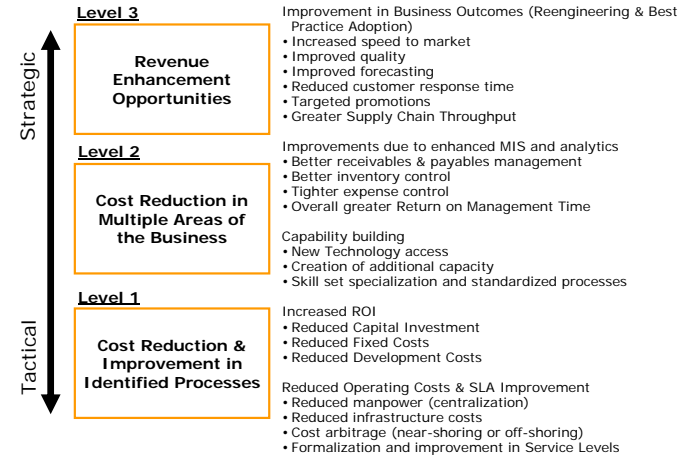 Level 3
Revenue
Enhancement
Opportunities
Improvement in Business Outcomes (Reengineering & Best
Practice Adoption)
• Increased speed to market
• Improved quality
• Improved forecasting
• Reduced customer response time
• Targeted promotions
• Greater Supply Chain Throughput
Strategic
Level 2
Cost Reduction in
Multiple Areas of
the Business
Improvements due to enhanced MIS and analytics
• Better receivables & payables management
• Better inventory control
• Tighter expense control
• Overall greater Return on Management Time
Capability building
• New Technology access
• Creation of additional capacity
• Skill set specialization and standardized processes
Level 1
Cost Reduction &
Improvement in
Identified Processes
Increased ROI
• Reduced Capital Investment
• Reduced Fixed Costs
• Reduced Development Costs
Reduced Operating Costs & SLA Improvement
• Reduced manpower (centralization)
• Reduced infrastructure costs
• Cost arbitrage (near-shoring or off-shoring)
• Formalization and improvement in Service Levels
Tactical